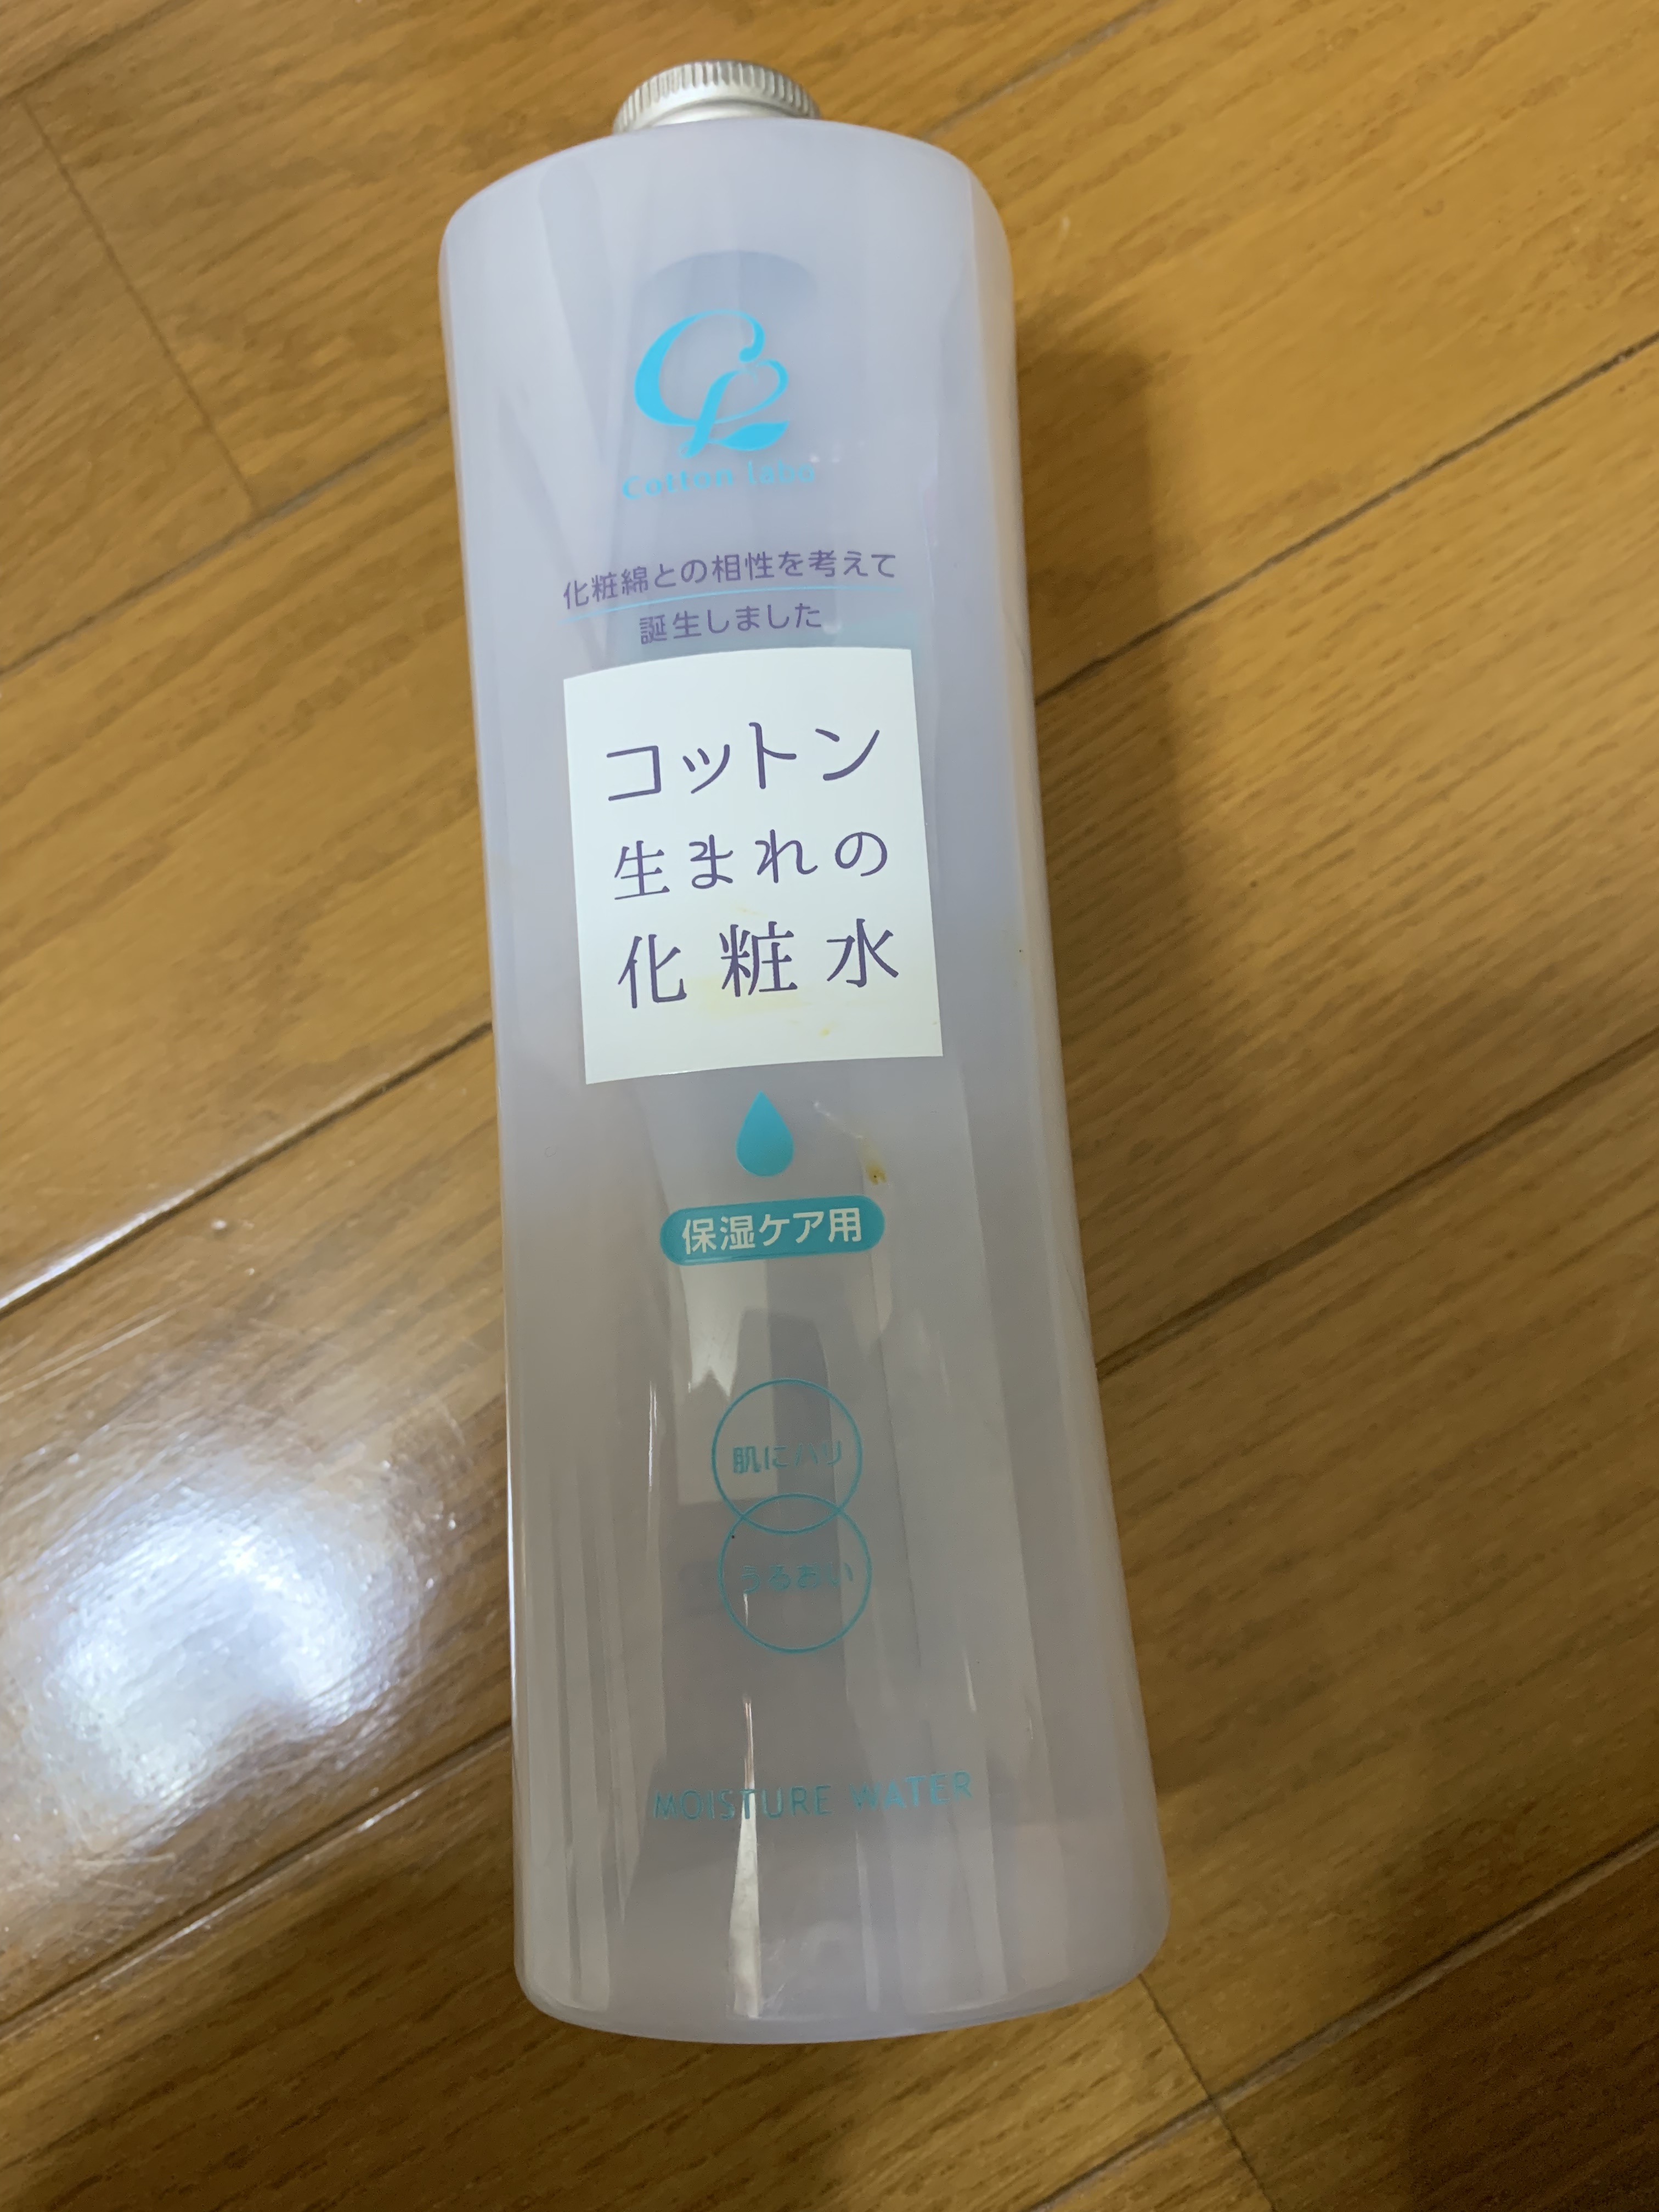 Cotton labo
化粧綿との相性を考えて
誕生しました
コットン
生まれの
化粧水
保湿ケア用
肌にハリ
うるおい
MOISTURE WATER